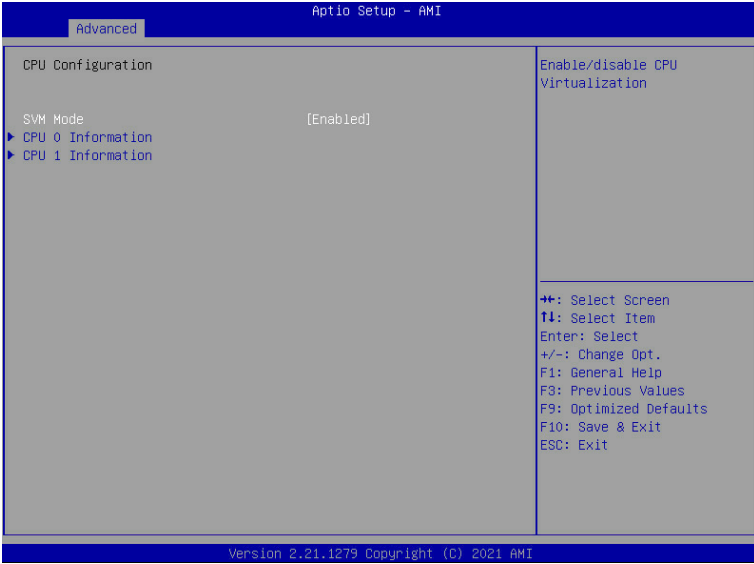 Aptio Setup – AMI
Advanced
CPU Configuration
SVM Mode [Enabled]
CPU 0 Information
CPU 1 Information
Enable/disable CPU
Virtualization
→←: Select Screen
↑↓: Select Item
Enter: Select
+/-: Change Opt.
F1: General Help
F3: Previous Values
F9: Optimized Defaults
F10: Save & Exit
ESC: Exit
Version 2.21.1279 Copyright (C) 2021 AMI